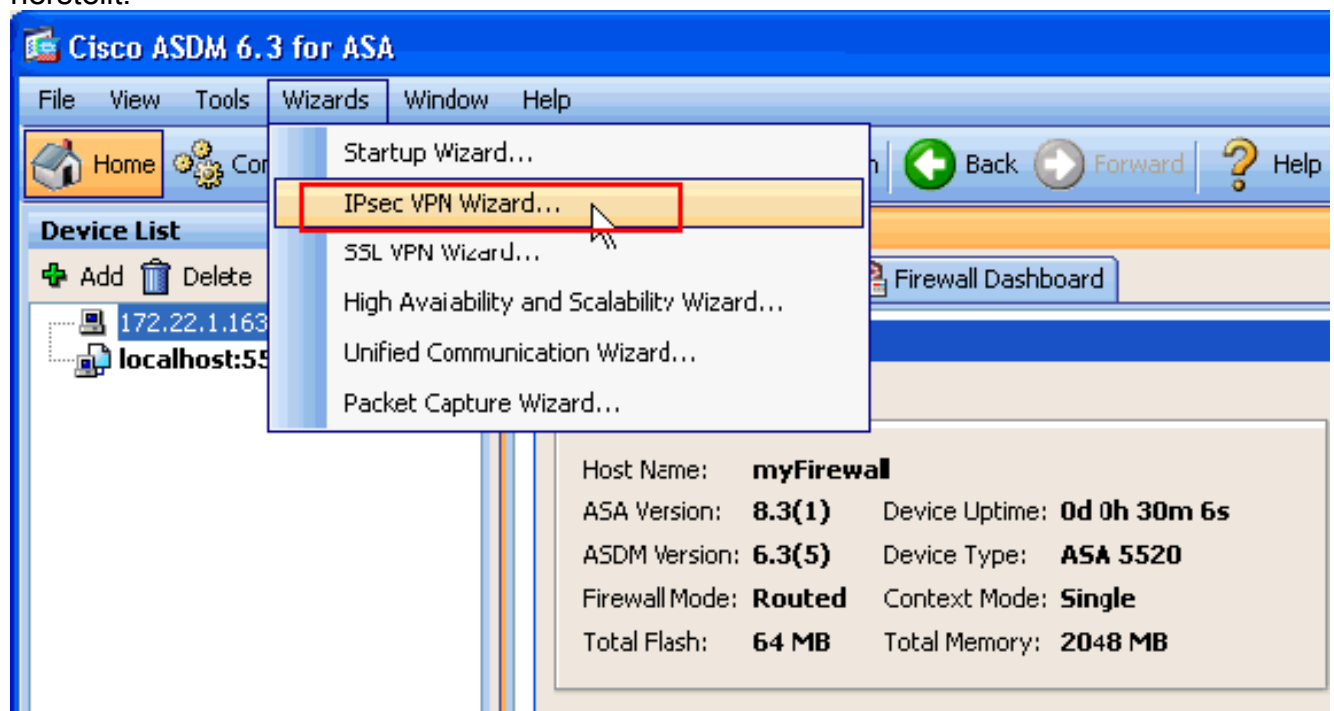 herstellt.
Cisco ASDM 6.3 for ASA
File View Tools Wizards Window Help
Home Back Forward Help
Startup Wizard...
IPsec VPN Wizard...
SSL VPN Wizard...
High Avaiability and Scalability Wizard...
Unified Communication Wizard...
Packet Capture Wizard...
Device List
Add Delete
Firewall Dashboard
172.22.1.163
localhost:55
Host Name: myFirewall
ASA Version: 8.3(1) Device Uptime: 0d 0h 30m 6s
ASDM Version: 6.3(5) Device Type: ASA 5520
Firewall Mode: Routed Context Mode: Single
Total Flash: 64 MB Total Memory: 2048 MB